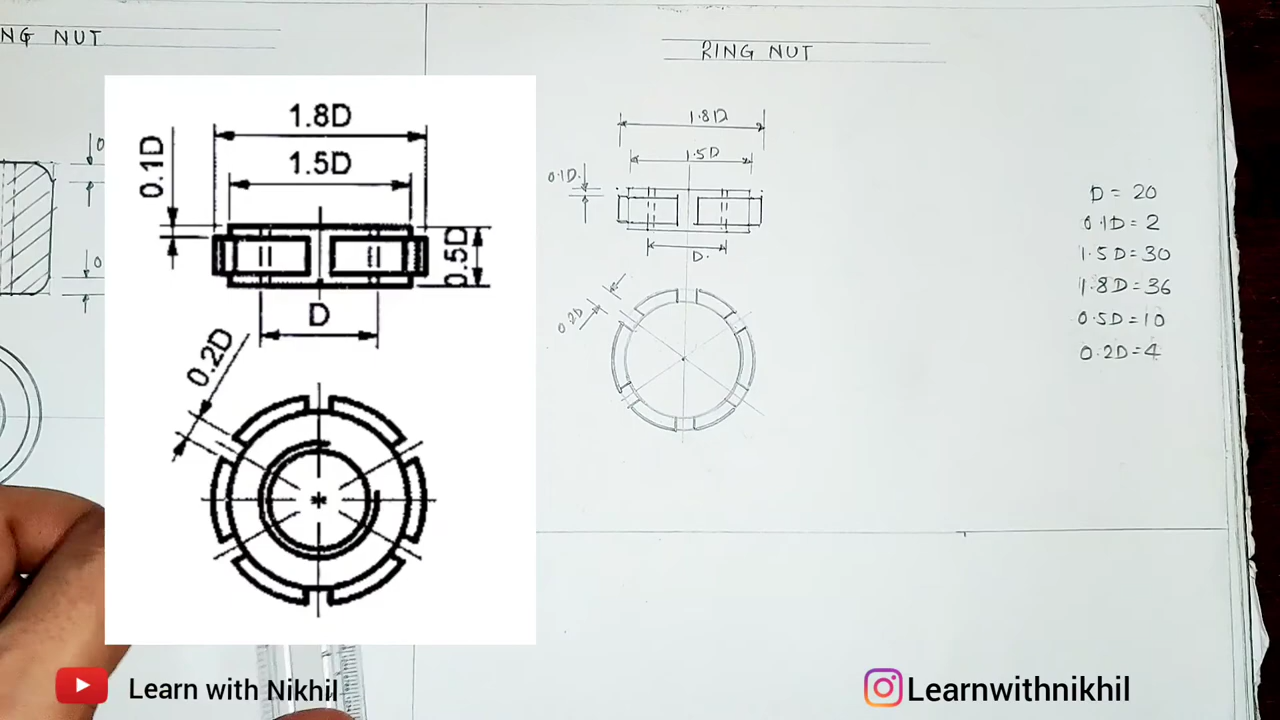 NG NUT
RING NUT
1.8D
1.5D
0.1D
0.5D
D
0.2D
1.8D
1.5D
0.1D.
D.
0.2D
D = 20
0.1D = 2
1.5D = 30
1.8D = 36
0.5D = 10
0.2D = 4
0
0
Learn with Nikhil
Learnwithnikhil